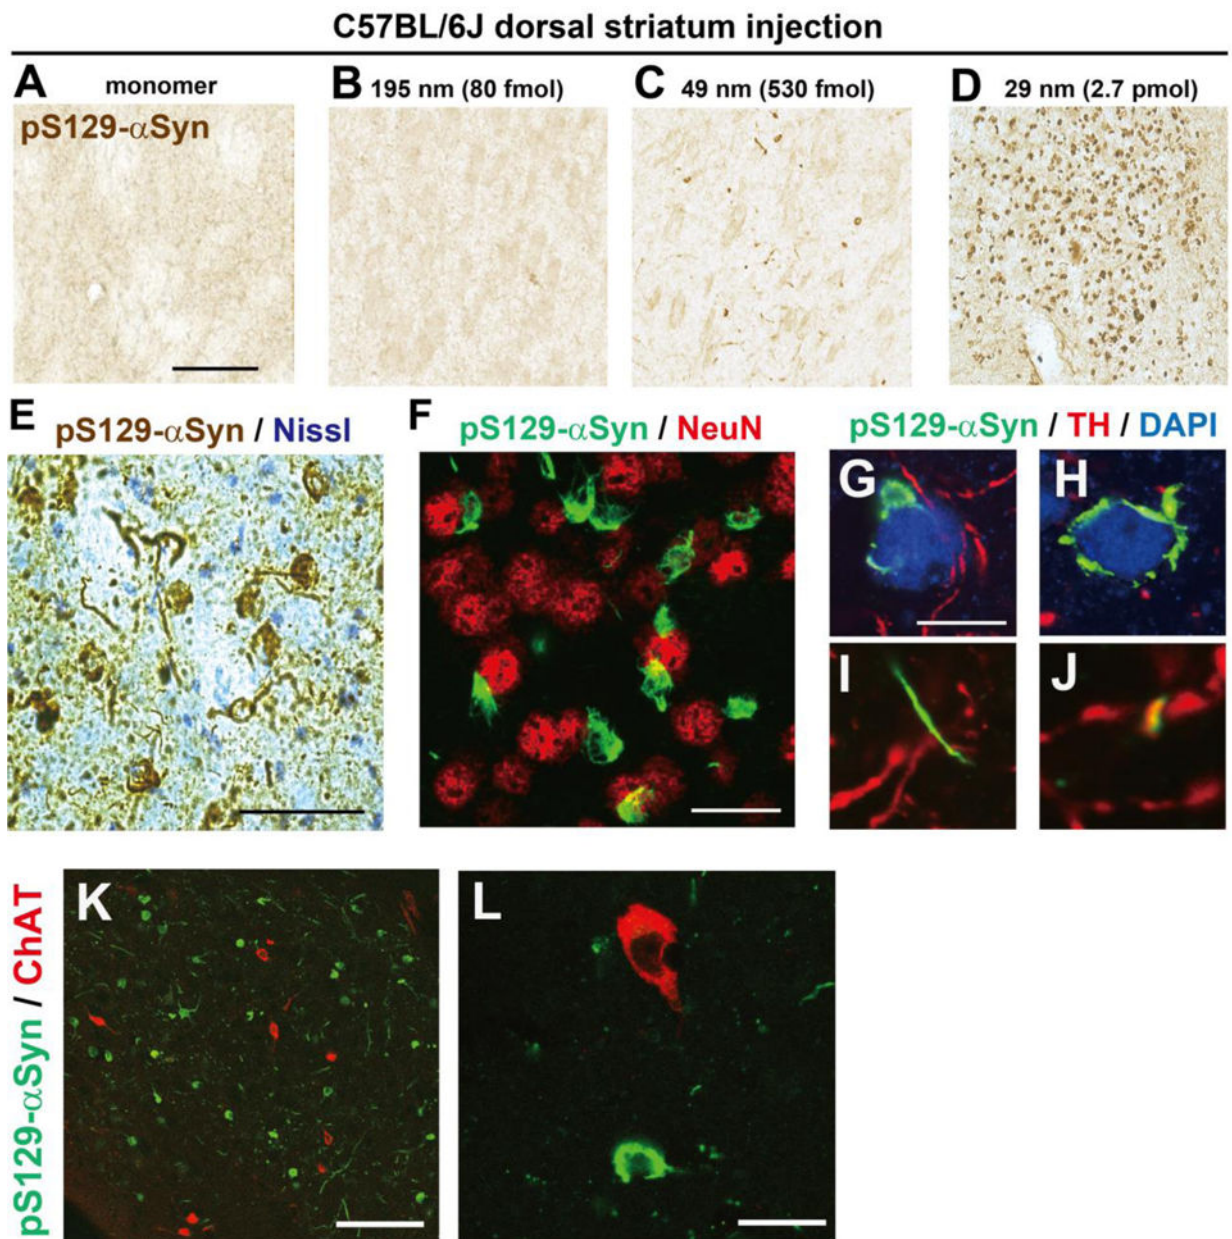 C57BL/6J dorsal striatum injection
A monomer
B 195 nm (80 fmol)
C 49 nm (530 fmol)
D 29 nm (2.7 pmol)
pS129-αSyn
E pS129-αSyn / Nissl
F pS129-αSyn / NeuN
pS129-αSyn / TH / DAPI
G
H
I
J
pS129-αSyn / ChAT
K
L